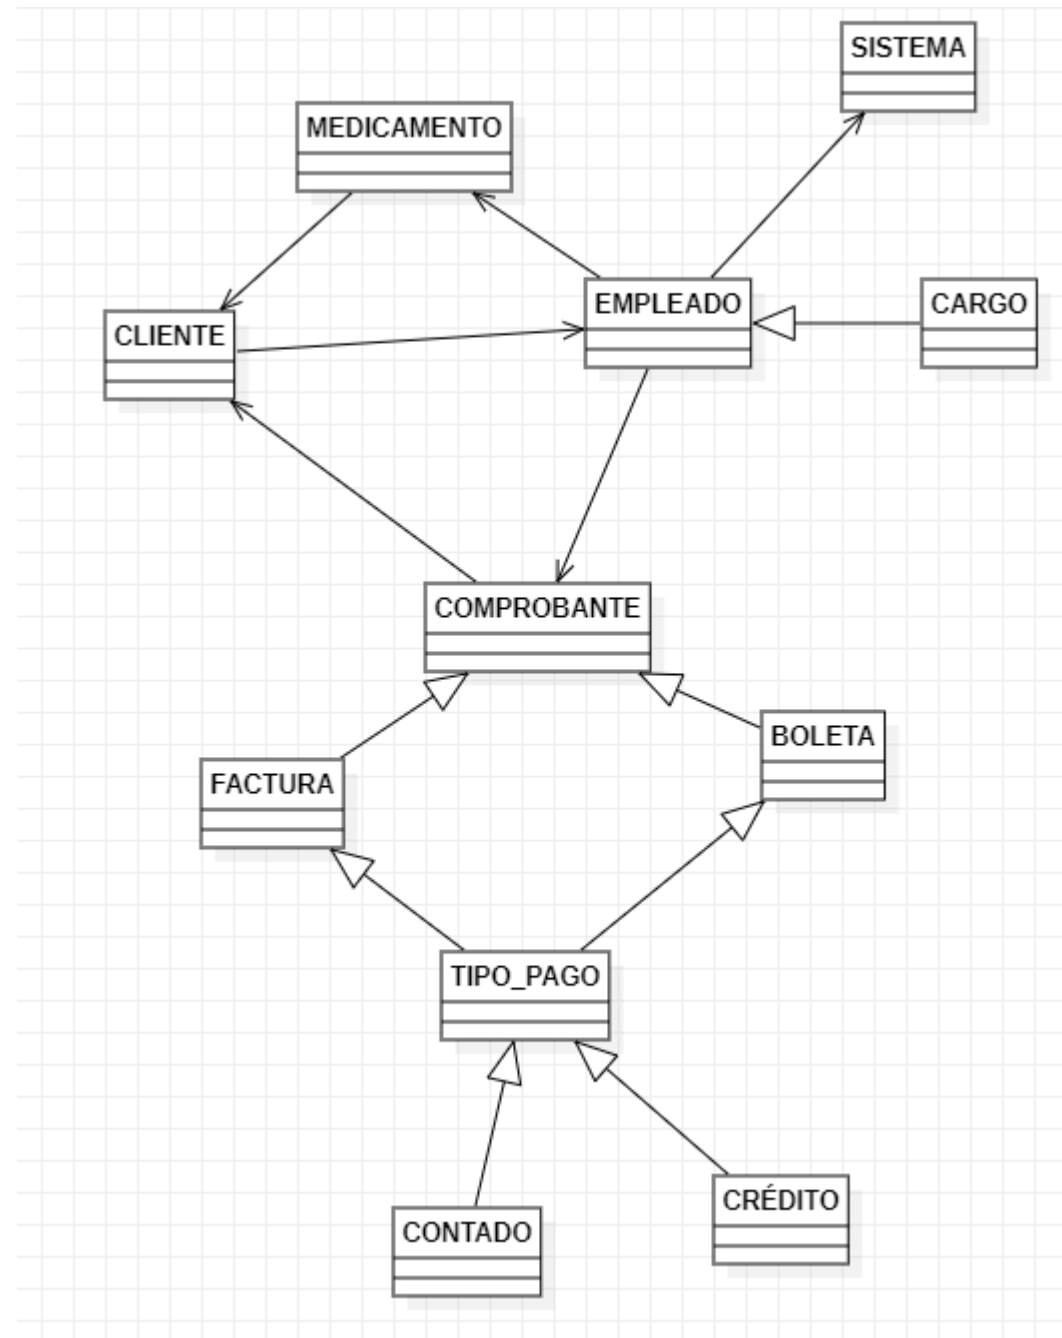 SISTEMA
MEDICAMENTO
EMPLEADO
CARGO
CLIENTE
COMPROBANTE
BOLETA
FACTURA
TIPO_PAGO
CRÉDITO
CONTADO